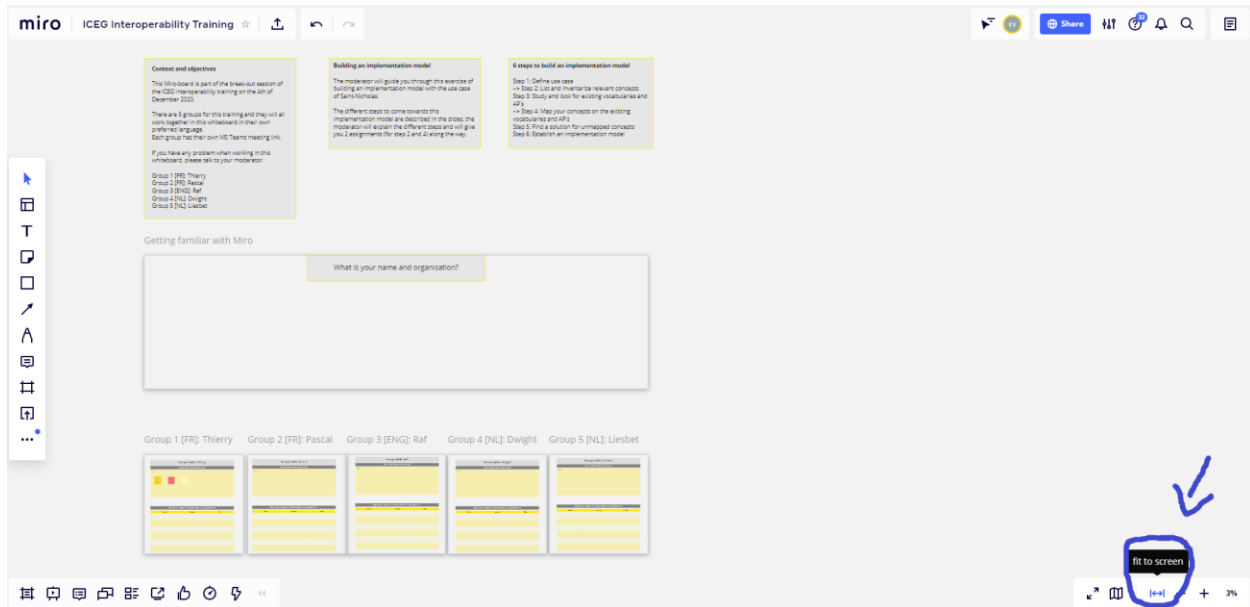 miro ICEG Interoperability Training
Share
32
Context and objectives
This Miro-board is part of the break-out session of
the ICEG interoperability training on the 4th of
December 2020.
There are 5 groups for this training and they will all
work together in this whiteboard in their own
preferred language.
Each group has their own MS Teams meeting link.
If you have any problem when working in this
whiteboard, please talk to your moderator.
Group 1 [FR]: Thierry
Group 2 [FR]: Pascal
Group 3 [ENG]: Raf
Group 4 [NL]: Dwight
Group 5 [NL]: Liesbet
Building an implementation model
The moderator will guide you through this exercise of
building an implementation model with the use case
of Saint-Nicholas.
The different steps to come towards this
implementation model are described in the slides, the
moderator will explain the different steps and will give
you 2 assignments (for step 2 and 4) along the way.
6 steps to build an implementation model
Step 1: Define use case
--> Step 2: List and inventarize relevant concepts
Step 3: Study and look for existing vocabularies and
AP's
--> Step 4: Map your concepts on the existing
vocabularies and AP's
Step 5: Find a solution for unmapped concepts
Step 6: Establish an implementation model
Getting familiar with Miro
What is your name and organisation?
Group 1 [FR]: Thierry
Group 2 [FR]: Pascal
Group 3 [ENG]: Raf
Group 4 [NL]: Dwight
Group 5 [NL]: Liesbet
fit to screen
3%